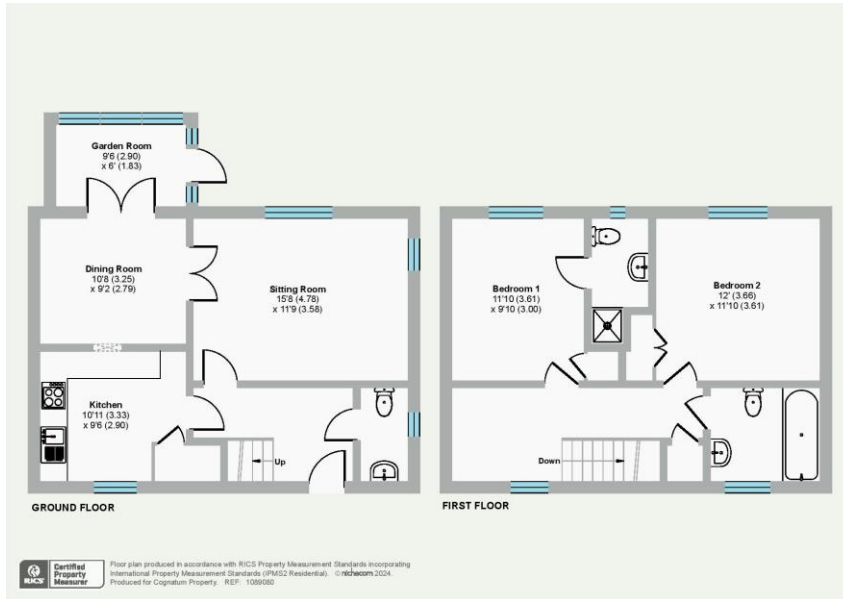 Garden Room
9'6 (2.90)
x 6' (1.83)
Dining Room
10'8 (3.25)
x 9'2 (2.79)
Sitting Room
15'8 (4.78)
x 11'9 (3.58)
Kitchen
10'11 (3.33)
x 9'6 (2.90)
Up
GROUND FLOOR
Bedroom 1
11'10 (3.61)
x 9'10 (3.00)
Bedroom 2
12' (3.66)
x 11'10 (3.61)
Down
FIRST FLOOR
RICS
Certified
Property
Measurer
Floor plan produced in accordance with RICS Property Measurement Standards incorporating
International Property Measurement Standards (IPMS2 Residential). © nichecom 2024.
Produced for Cognatum Property. REF: 1089080